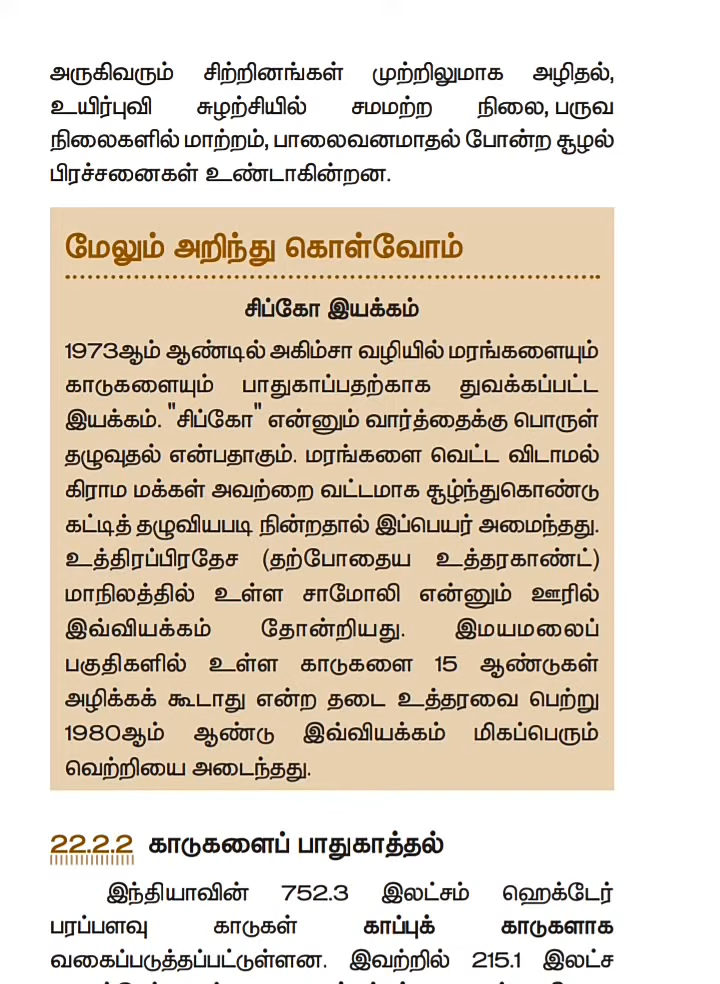 அருகிவரும் சிற்றினங்கள் முற்றிலுமாக அழிதல்,
உயிர்புவி சுழற்சியில் சமமற்ற நிலை, பருவ
நிலைகளில் மாற்றம், பாலைவனமாதல் போன்ற சூழல்
பிரச்சனைகள் உண்டாகின்றன.
மேலும் அறிந்து கொள்வோம்
சிப்கோ இயக்கம்
1973ஆம் ஆண்டில் அகிம்சா வழியில் மரங்களையும்
காடுகளையும் பாதுகாப்பதற்காக துவக்கப்பட்ட
இயக்கம். "சிப்கோ" என்னும் வார்த்தைக்கு பொருள்
தழுவுதல் என்பதாகும். மரங்களை வெட்ட விடாமல்
கிராம மக்கள் அவற்றை வட்டமாக சூழ்ந்துகொண்டு
கட்டித் தழுவியபடி நின்றதால் இப்பெயர் அமைந்தது.
உத்திரப்பிரதேச (தற்போதைய உத்தரகாண்ட்)
மாநிலத்தில் உள்ள சாமோலி என்னும் ஊரில்
இவ்வியக்கம் தோன்றியது. இமயமலைப்
பகுதிகளில் உள்ள காடுகளை 15 ஆண்டுகள்
அழிக்கக் கூடாது என்ற தடை உத்தரவை பெற்று
1980ஆம் ஆண்டு இவ்வியக்கம் மிகப்பெரும்
வெற்றியை அடைந்தது.
22.2.2 காடுகளைப் பாதுகாத்தல்
இந்தியாவின் 752.3 இலட்சம் ஹெக்டேர்
பரப்பளவு காடுகள் காப்புக் காடுகளாக
வகைப்படுத்தப்பட்டுள்ளன. இவற்றில் 215.1 இலட்ச